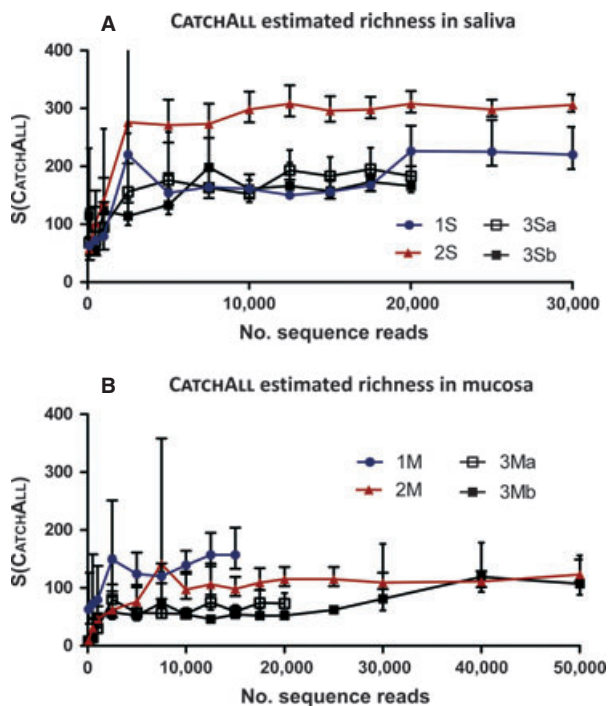 A CATCHALL estimated richness in saliva
400
300
200
100
0
S(CATCHALL)
1S
2S
3Sa
3Sb
10,000
20,000
30,000
No. sequence reads
B CATCHALL estimated richness in mucosa
400
300
200
100
0
S(CATCHALL)
1M
2M
3Ma
3Mb
0
10,000
20,000
30,000
40,000
50,000
No. sequence reads